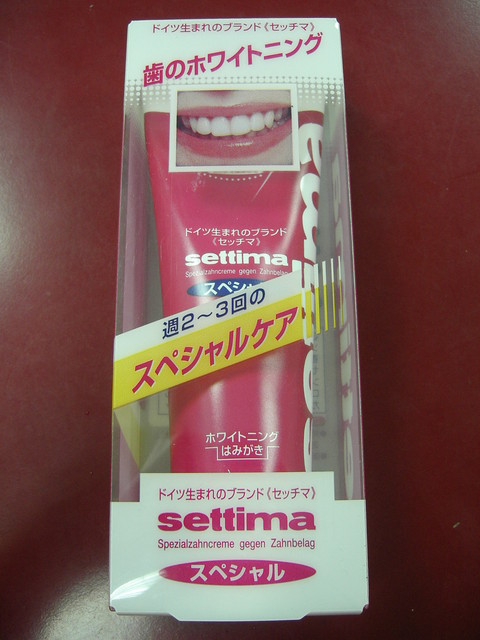 ドイツ生まれのブランド《セッチマ》
歯のホワイトニング
ドイツ生まれのブランド
《セッチマ》
settima
Spezialzahncreme gegen Zahnbelag
スペシャ
週2～3回の
スペシャルケア
ホワイトニング
はみがき
ドイツ生まれのブランド《セッチマ》
settima
Spezialzahncreme gegen Zahnbelag
スペシャル